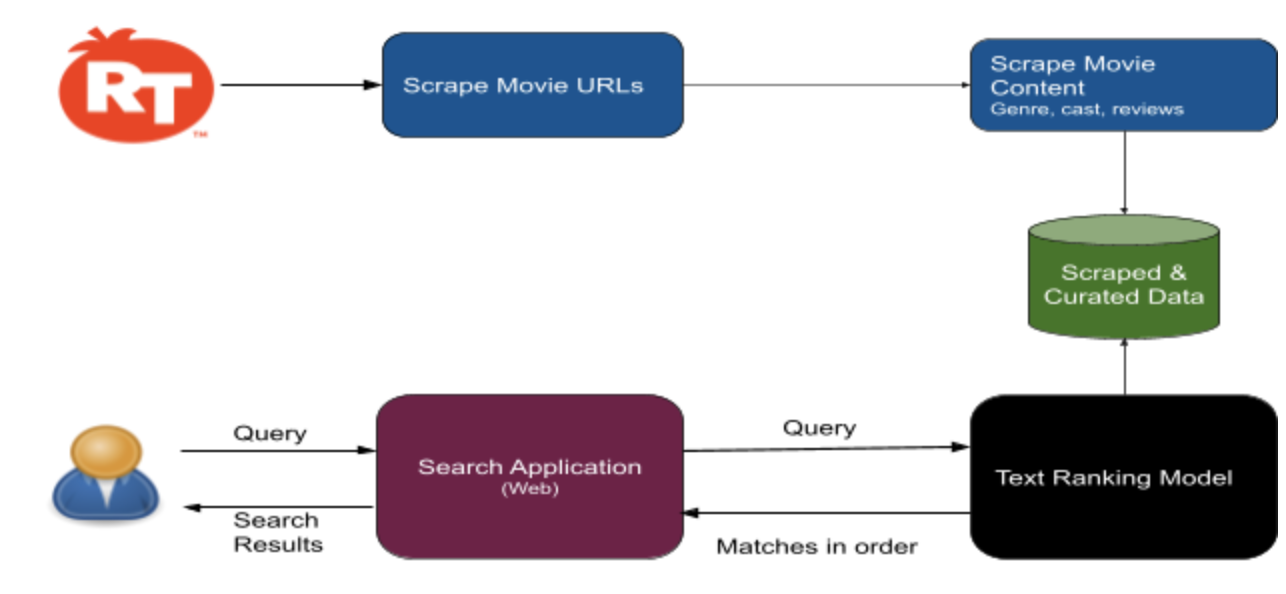 RT
TM
Scrape Movie URLs
Scrape Movie
Content
Genre, cast, reviews
Scraped &
Curated Data
Query
Search Application
(Web)
Search
Results
Query
Matches in order
Text Ranking Model